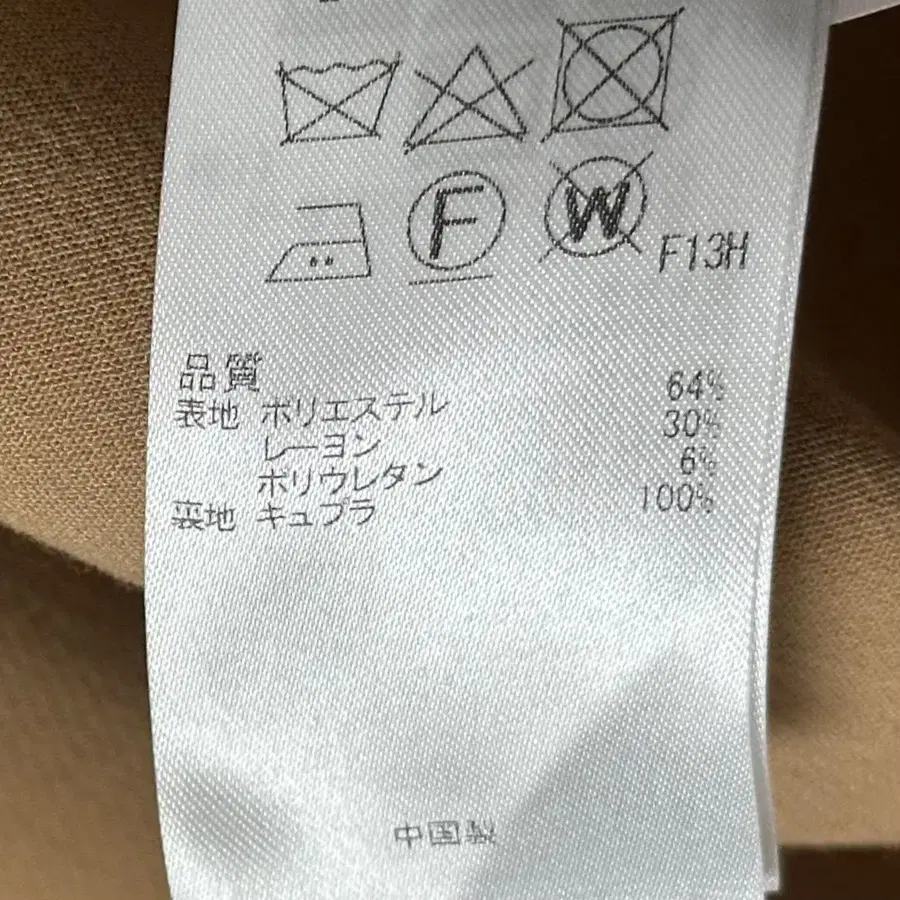 F
W
F13H
品質
表地 ポリエステル 64%
レーヨン 30%
ポリウレタン 6%
裏地 キュプラ 100%
中国製